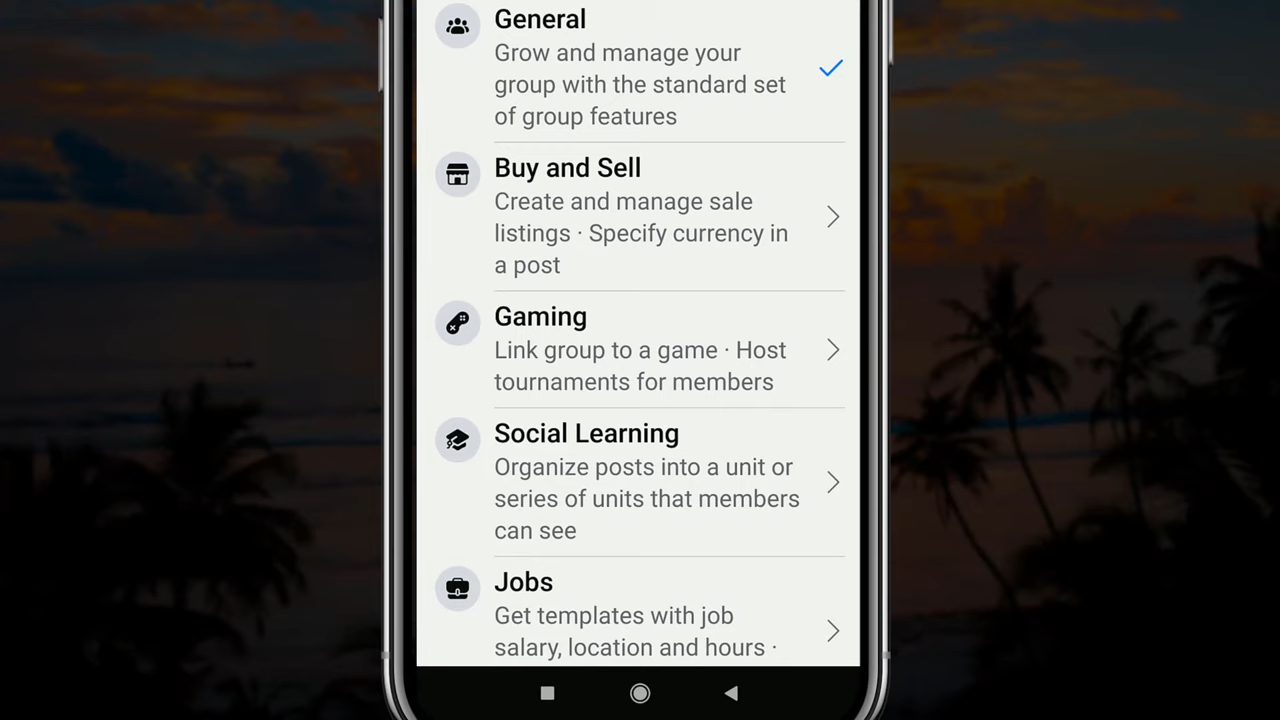 General
Grow and manage your
group with the standard set
of group features
Buy and Sell
Create and manage sale
listings · Specify currency in
a post
Gaming
Link group to a game · Host
tournaments for members
Social Learning
Organize posts into a unit or
series of units that members
can see
Jobs
Get templates with job
salary, location and hours ·